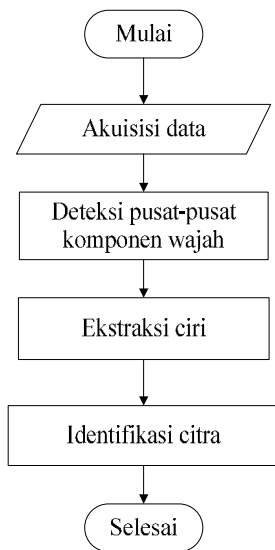 Mulai
Akuisisi data
Deteksi pusat-pusat
komponen wajah
Ekstraksi ciri
Identifikasi citra
Selesai